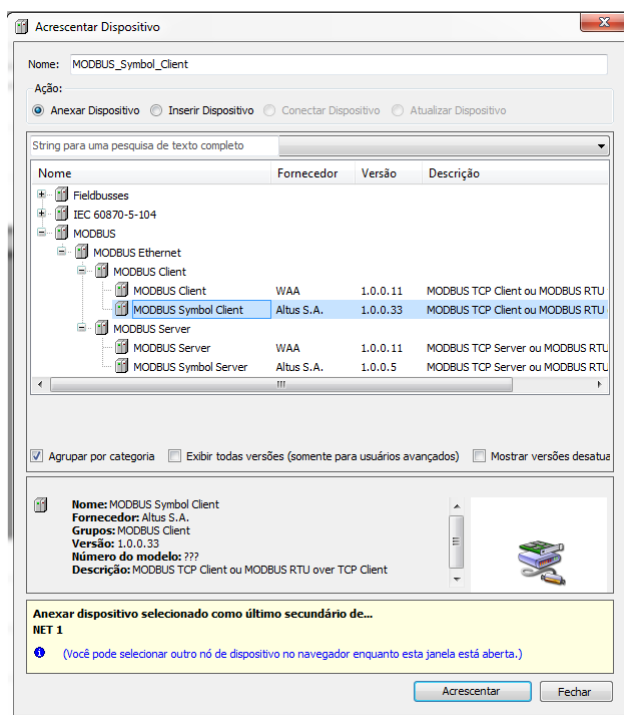 Acrescentar Dispositivo
Nome: MODBUS_Symbol_Client
Ação:
Anexar Dispositivo Inserir Dispositivo Conectar Dispositivo Atualizar Dispositivo
String para uma pesquisa de texto completo
Nome Fornecedor Versão Descrição
Fieldbusses
IEC 60870-5-104
MODBUS
MODBUS Ethernet
MODBUS Client
MODBUS Client WAA 1.0.0.11 MODBUS TCP Client ou MODBUS RTU
MODBUS Symbol Client Altus S.A. 1.0.0.33 MODBUS TCP Client ou MODBUS RTU
MODBUS Server
MODBUS Server WAA 1.0.0.11 MODBUS TCP Server ou MODBUS RTU
MODBUS Symbol Server Altus S.A. 1.0.0.5 MODBUS TCP Server ou MODBUS RTU
Agrupar por categoria Exibir todas versões (somente para usuários avançados) Mostrar versões desatua
Nome: MODBUS Symbol Client
Fornecedor: Altus S.A.
Grupos: MODBUS Client
Versão: 1.0.0.33
Número do modelo: ???
Descrição: MODBUS TCP Client ou MODBUS RTU over TCP Client
Anexar dispositivo selecionado como último secundário de...
NET 1
(Você pode selecionar outro nó de dispositivo no navegador enquanto esta janela está aberta.)
Acrescentar Fechar